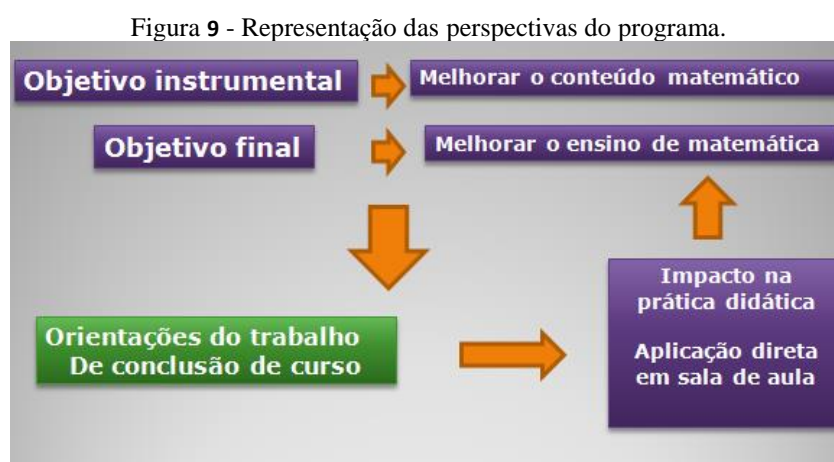 Figura 9 - Representação das perspectivas do programa.
Objetivo instrumental
Melhorar o conteúdo matemático
Objetivo final
Melhorar o ensino de matemática
Orientações do trabalho
De conclusão de curso
Impacto na
prática didática
Aplicação direta
em sala de aula